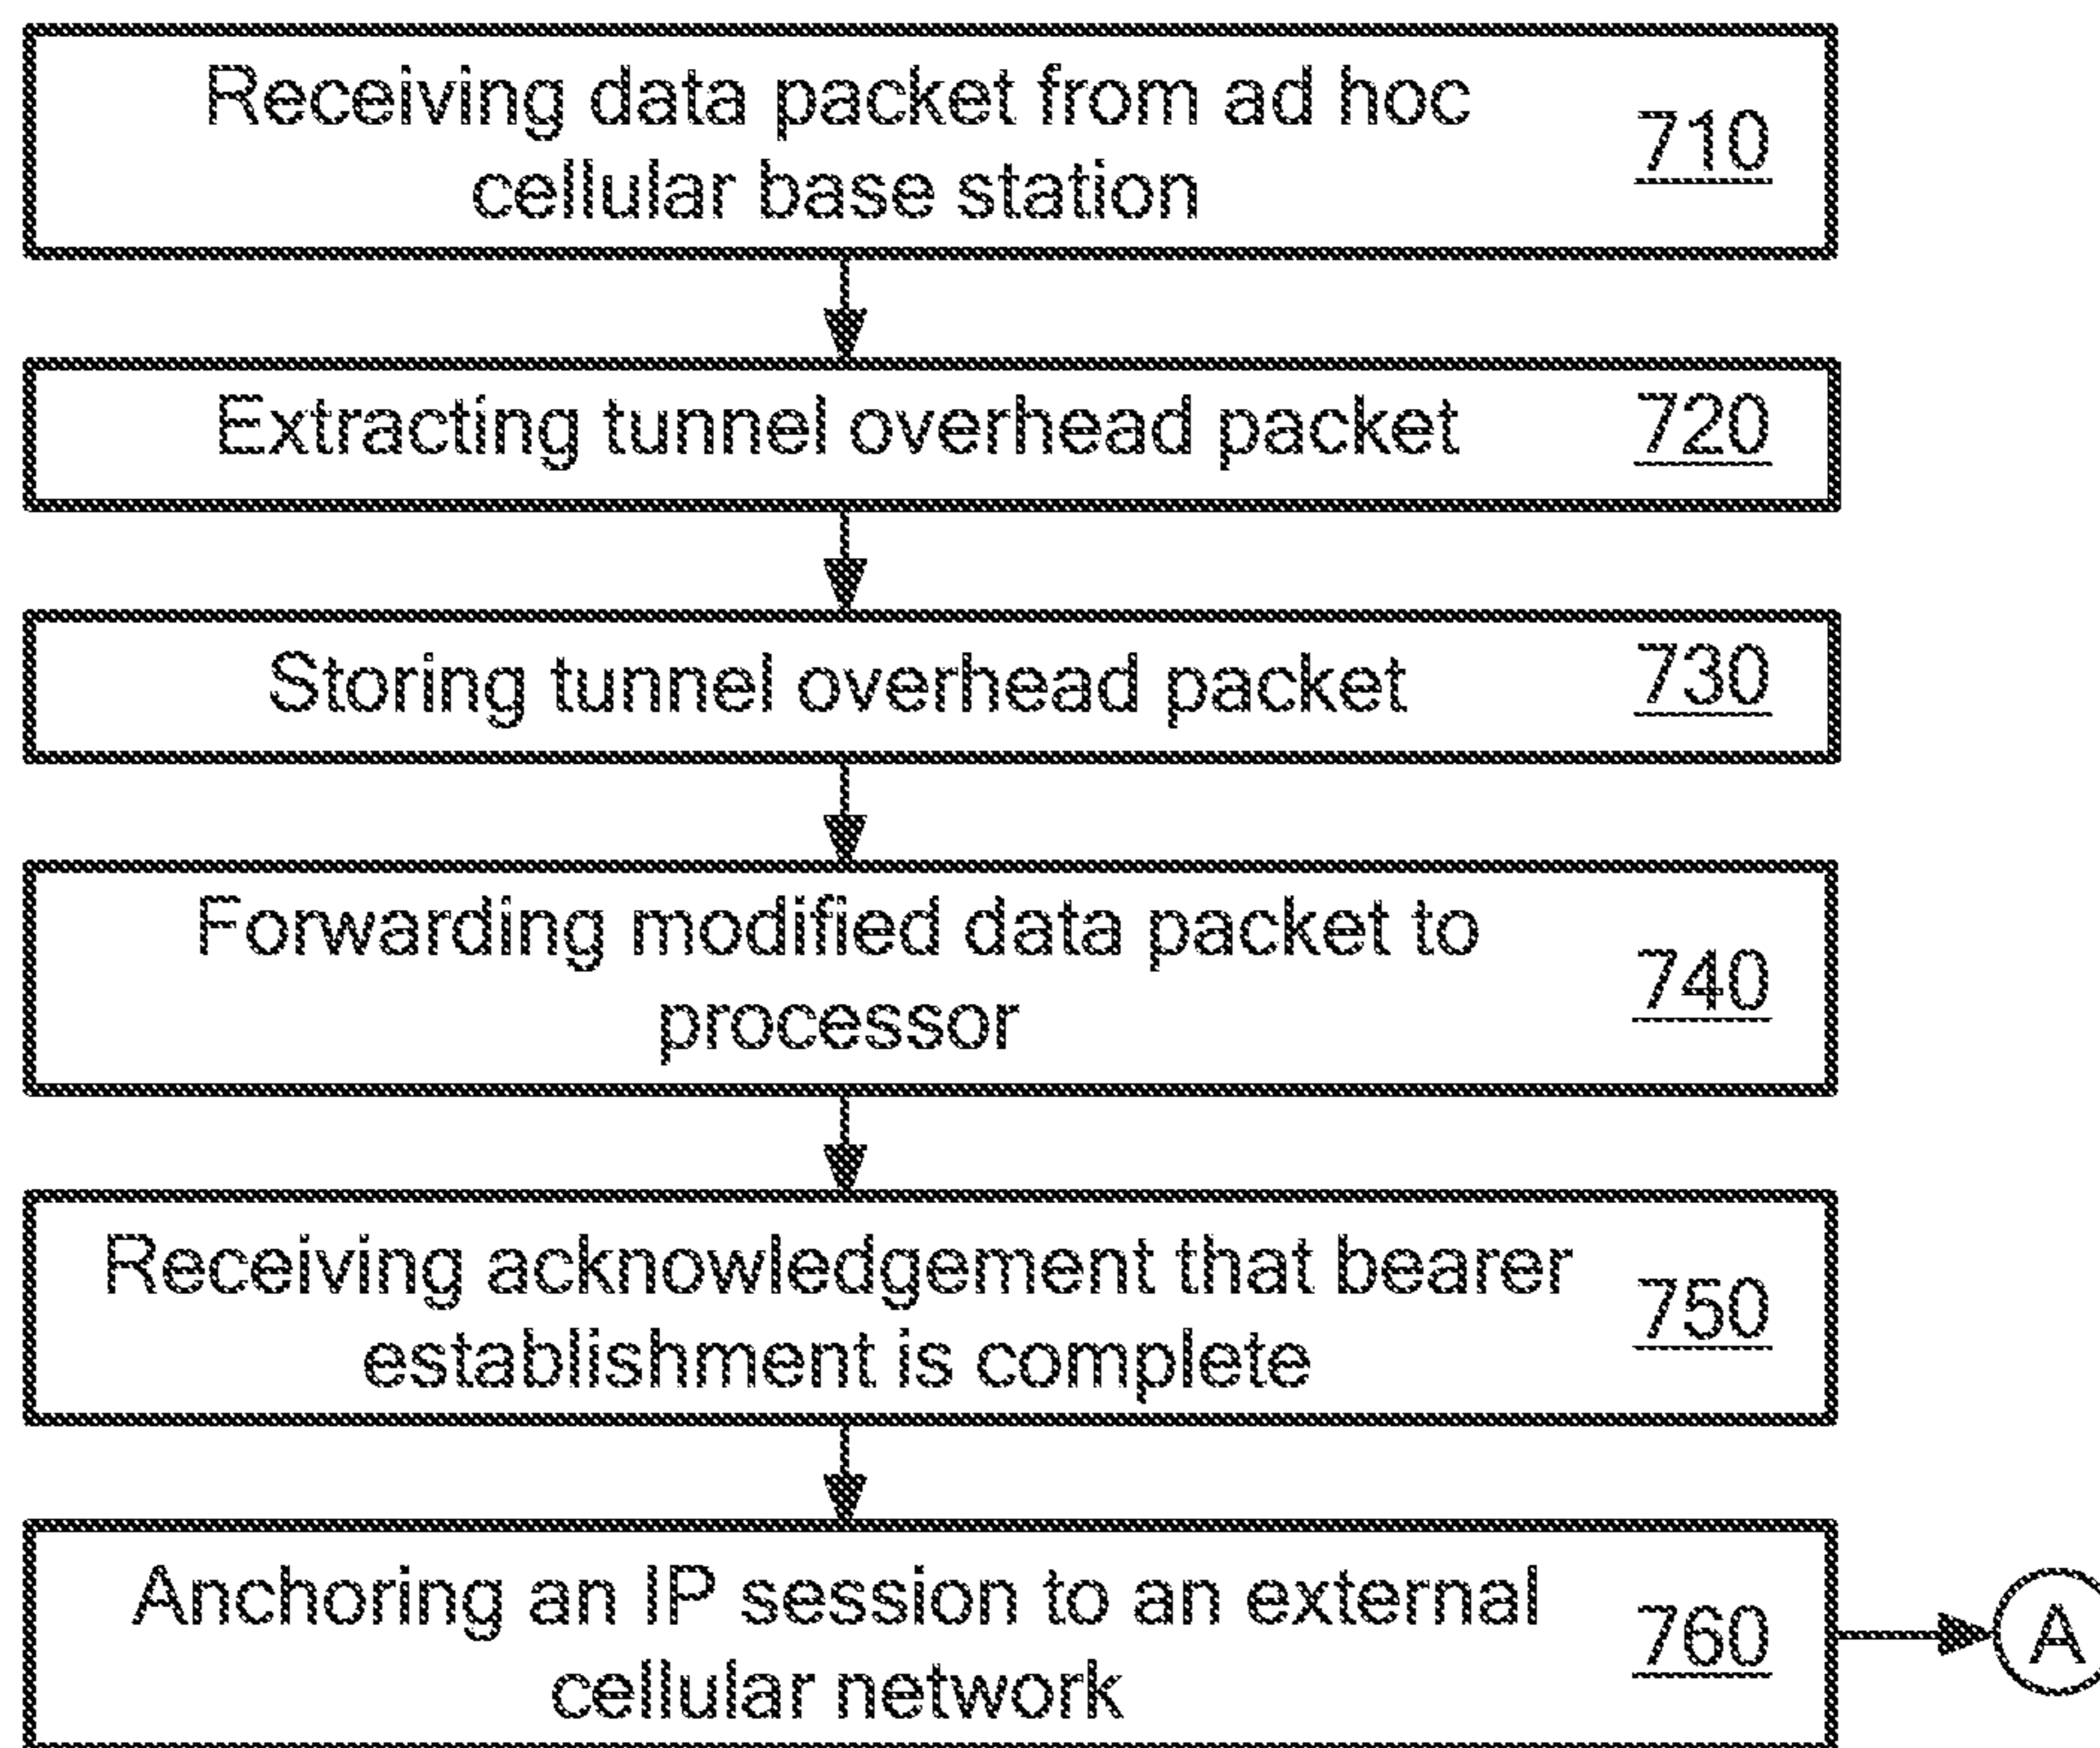 Receiving data packet from ad hoc
cellular base station
710
Extracting tunnel overhead packet
720
Storing tunnel overhead packet
730
Forwarding modified data packet to
processor
740
Receiving acknowledgement that bearer
establishment is complete
750
Anchoring an IP session to an external
cellular network
760
A